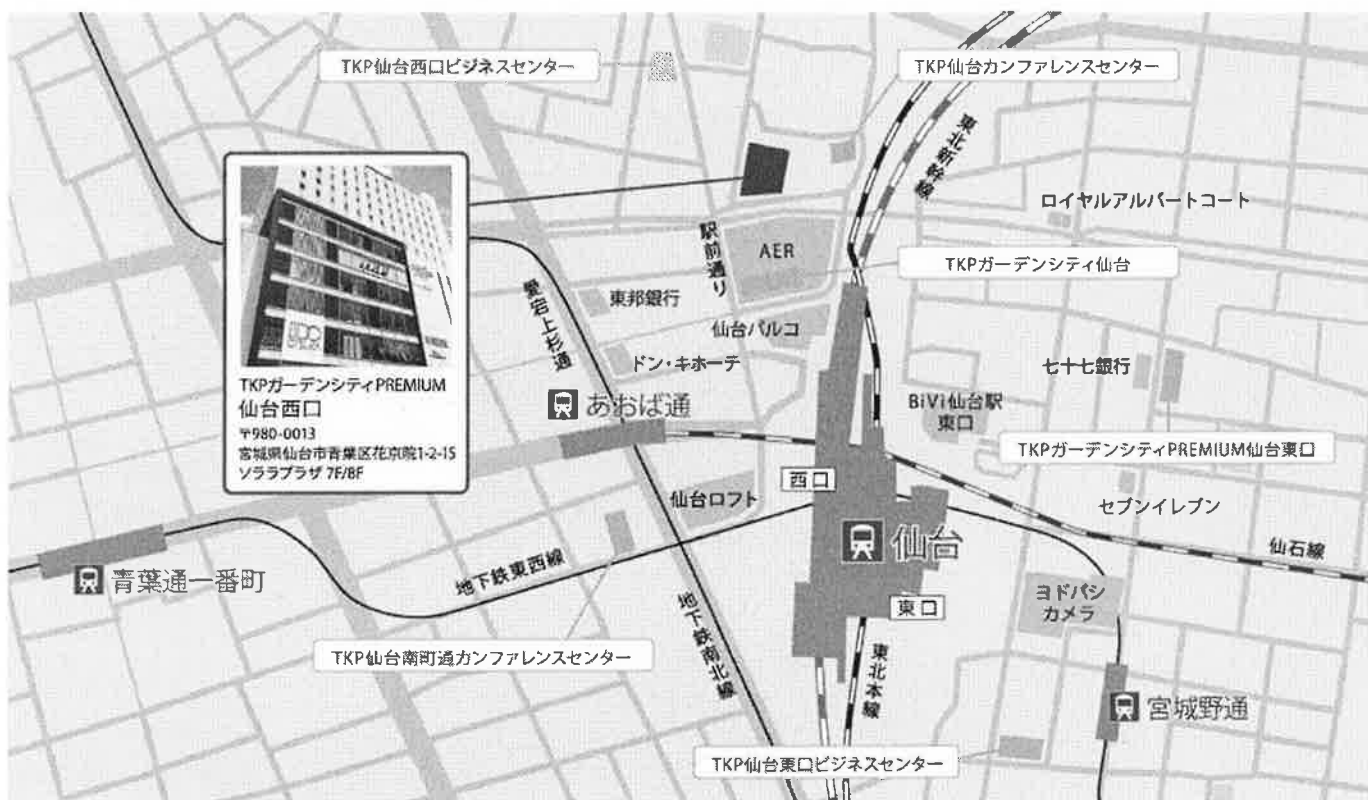 TKP仙台西口ビジネスセンター
TKP仙台カンファレンスセンター
東北新幹線
ロイヤルアルバートコート
駅前通り
AER
TKPガーデンシティ仙台
愛宕上杉通
東邦銀行
仙台パルコ
ドン・キホーテ
七十七銀行
TKPガーデンシティPREMIUM
仙台西口
〒980-0013
宮城県仙台市青葉区花京院1-2-15
ソララプラザ 7F/8F
あおば通
BiVi仙台駅
東口
TKPガーデンシティPREMIUM仙台東口
西口
仙台ロフト
セブンイレブン
仙台
仙石線
青葉通一番町
地下鉄東西線
ヨドバシ
カメラ
東口
地下鉄南北線
TKP仙台南町通カンファレンスセンター
東北本線
宮城野通
TKP仙台東口ビジネスセンター